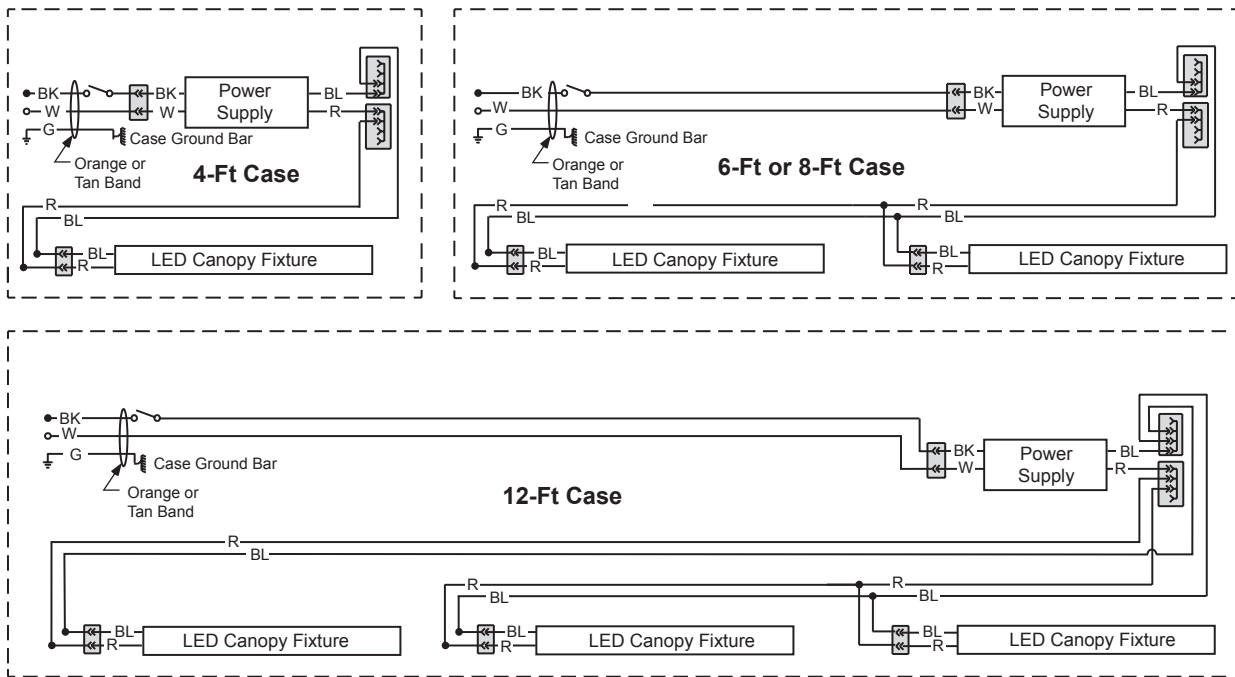 BK
BK
Power
Supply
BL
W
W
R
G
Case Ground Bar
Orange or
Tan Band
4-Ft Case
R
BL
BL
R
LED Canopy Fixture
BK
BK
Power
Supply
BL
W
W
R
G
Case Ground Bar
Orange or
Tan Band
6-Ft or 8-Ft Case
R
R
BL
BL
BL
R
LED Canopy Fixture
BL
R
LED Canopy Fixture
BK
W
G
Case Ground Bar
Orange or
Tan Band
12-Ft Case
BK
W
Power
Supply
BL
R
R
BL
R
R
BL
BL
BL
R
LED Canopy Fixture
BL
R
LED Canopy Fixture
BL
R
LED Canopy Fixture